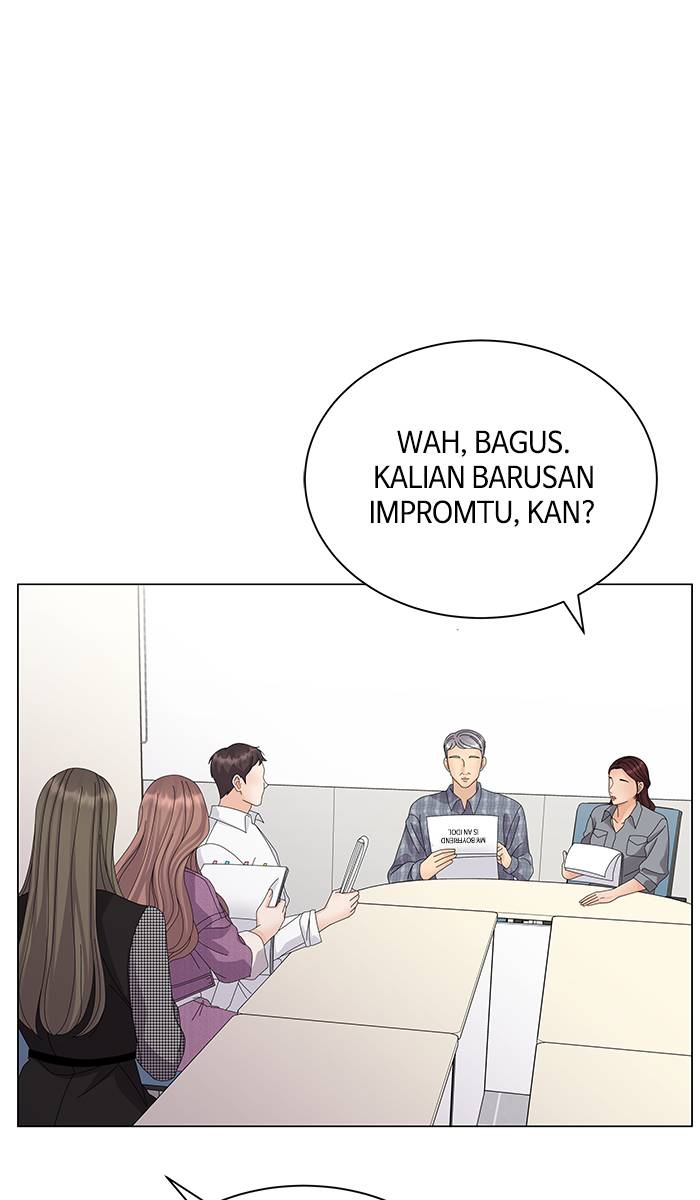 WAH, BAGUS.
KALIAN BARUSAN
IMPROMTU, KAN?
MY BOYFRIEND
IS AN IDOL